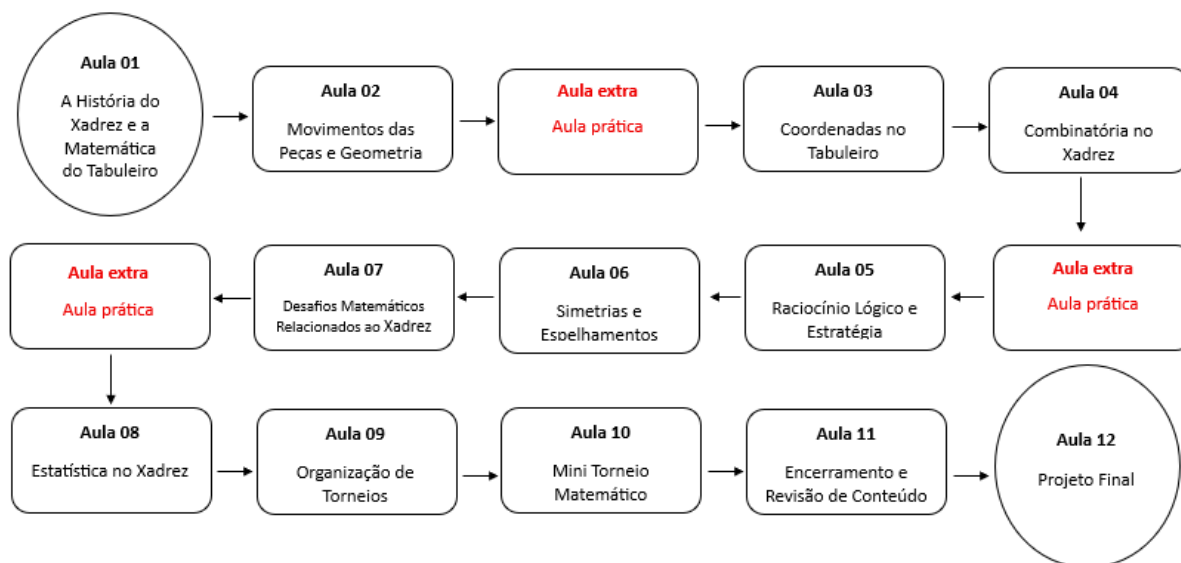 Aula 01
A História do
Xadrez e a
Matemática
do Tabuleiro
Aula 02
Movimentos das
Peças e Geometria
Aula extra
Aula prática
Aula 03
Coordenadas no
Tabuleiro
Aula 04
Combinatória no
Xadrez
Aula extra
Aula prática
Aula 05
Raciocínio Lógico e
Estratégia
Aula 06
Simetrias e
Espelhamentos
Aula 07
Desafios Matemáticos
Relacionados ao Xadrez
Aula extra
Aula prática
Aula 08
Estatística no Xadrez
Aula 09
Organização de
Torneios
Aula 10
Mini Torneio
Matemático
Aula 11
Encerramento e
Revisão de Conteúdo
Aula 12
Projeto Final